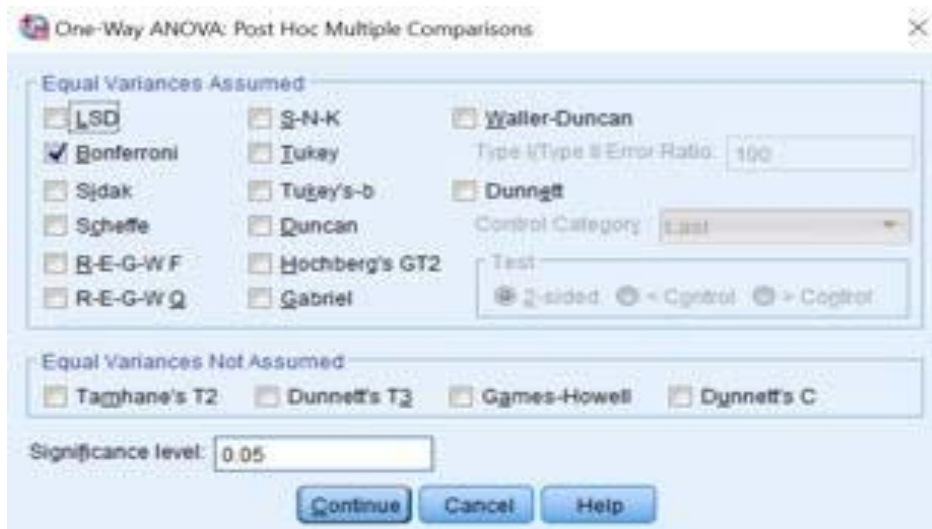 One-Way ANOVA: Post Hoc Multiple Comparisons
Equal Variances Assumed
LSD
Bonferroni
Sidak
Scheffe
R-E-G-W F
R-E-G-W Q
S-N-K
Tukey
Tukey's-b
Duncan
Hochberg's GT2
Gabriel
Waller-Duncan
Type I/Type II Error Ratio: 100
Dunnett
Control Category: Last
Test
2-sided < Control > Control
Equal Variances Not Assumed
Tamhane's T2 Dunnett's T3 Games-Howell Dunnett's C
Significance level: 0.05
Continue Cancel Help